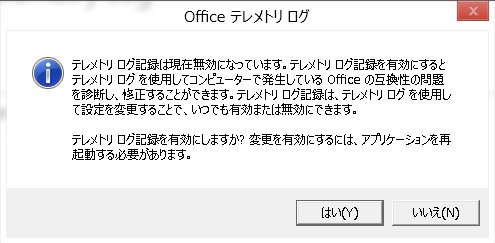 Office テレメトリ ログ
テレメトリ ログ記録は現在無効になっています。テレメトリ ログ記録を有効にすると
テレメトリ ログ を使用してコンピューターで発生している Office の互換性の問題
を診断し、修正することができます。テレメトリ ログ記録は、テレメトリ ログ を使用し
て設定を変更することで、いつでも有効または無効にできます。
テレメトリ ログ記録を有効にしますか? 変更を有効にするには、アプリケーションを再
起動する必要があります。
はい(Y) いいえ(N)